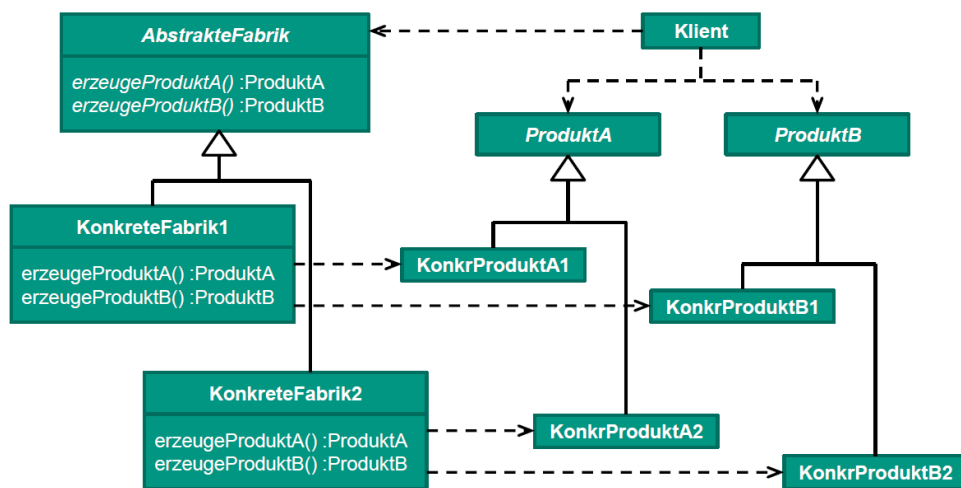 AbstrakteFabrik
erzeugeProduktA() :ProduktA
erzeugeProduktB() :ProduktB
Klient
ProduktA
ProduktB
KonkreteFabrik1
erzeugeProduktA() :ProduktA
erzeugeProduktB() :ProduktB
KonkrProduktA1
KonkrProduktB1
KonkreteFabrik2
erzeugeProduktA() :ProduktA
erzeugeProduktB() :ProduktB
KonkrProduktA2
KonkrProduktB2